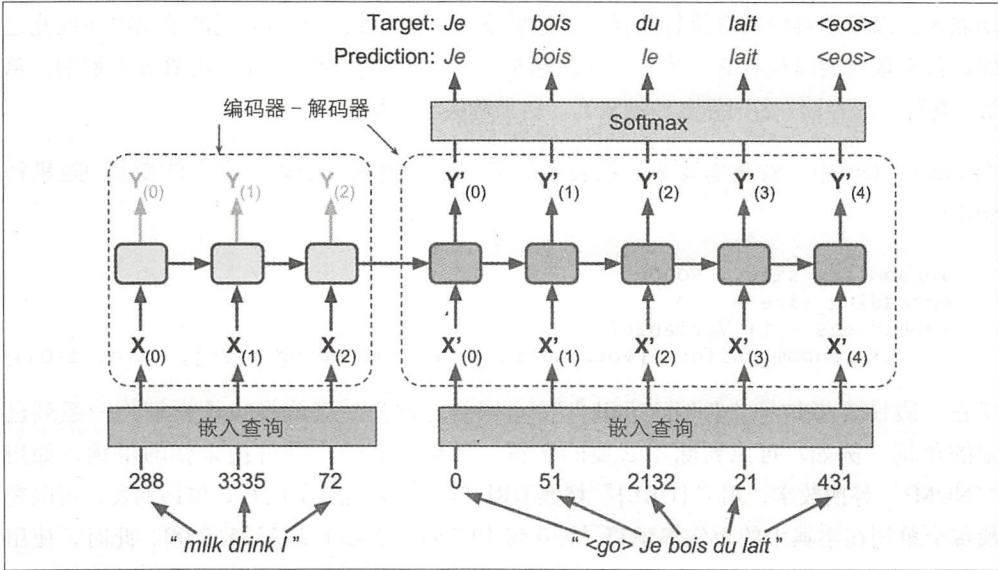 Target: Je bois du lait <eos>
Prediction: Je bois le lait <eos>
编码器－解码器
Softmax
Y(0) Y(1) Y(2) Y'(0) Y'(1) Y'(2) Y'(3) Y'(4)
X(0) X(1) X(2) X'(0) X'(1) X'(2) X'(3) X'(4)
嵌入查询 嵌入查询
288 3335 72 0 51 2132 21 431
" milk drink I " " <go> Je bois du lait "